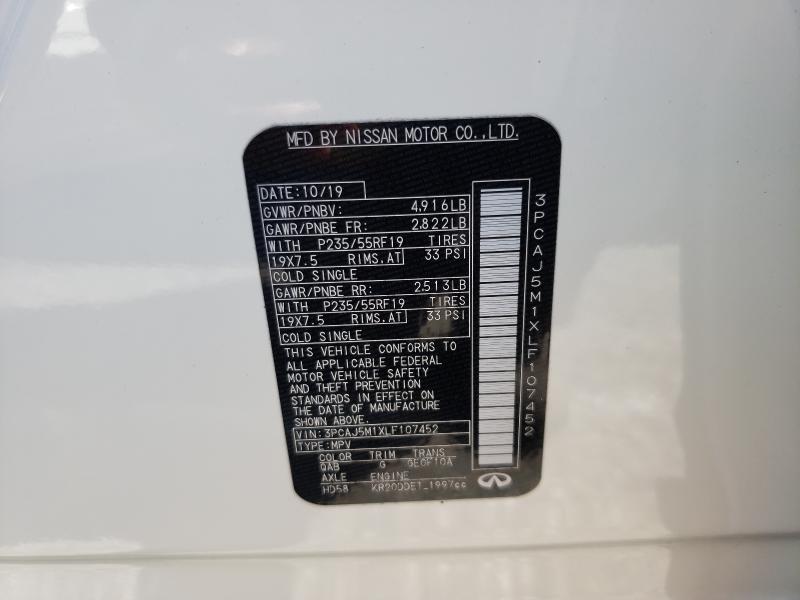 MFD BY NISSAN MOTOR CO.,LTD.
DATE:10/19
GVWR/PNBV: 4,916LB
GAWR/PNBE FR: 2,822LB
WITH P235/55RF19 TIRES
19X7.5 RIMS,AT 33 PSI
COLD SINGLE
GAWR/PNBE RR: 2,513LB
WITH P235/55RF19 TIRES
19X7.5 RIMS,AT 33 PSI
COLD SINGLE
THIS VEHICLE CONFORMS TO
ALL APPLICABLE FEDERAL
MOTOR VEHICLE SAFETY
AND THEFT PREVENTION
STANDARDS IN EFFECT ON
THE DATE OF MANUFACTURE
SHOWN ABOVE.
VIN:3PCAJ5M1XLF107452
TYPE:MPV
COLOR TRIM TRANS
QAB G GE0F10A
AXLE ENGINE
HD58 KR20DDET 1997cc
3PCAJ5M1XLF107452